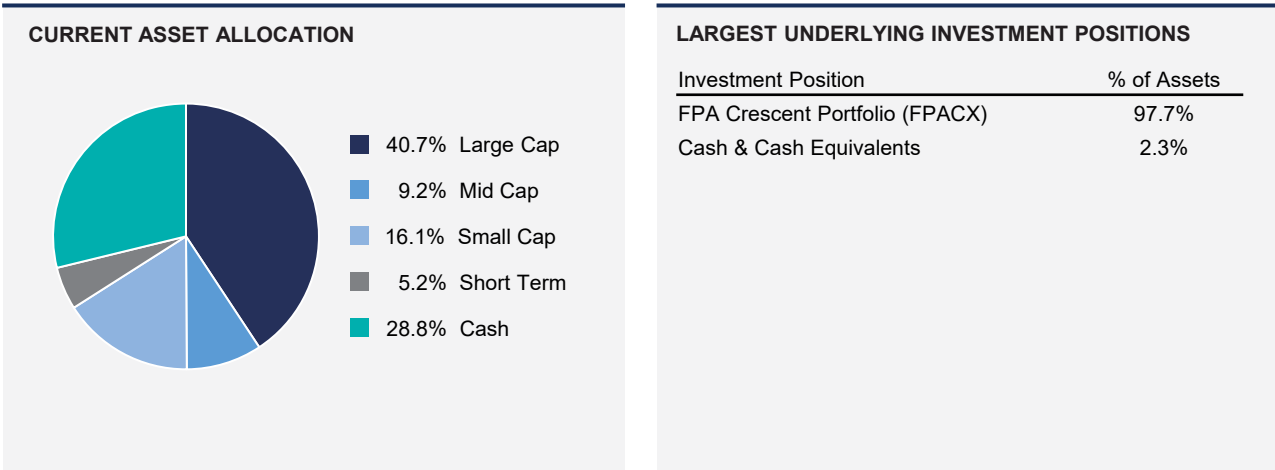 CURRENT ASSET ALLOCATION
40.7% Large Cap
9.2% Mid Cap
16.1% Small Cap
5.2% Short Term
28.8% Cash
LARGEST UNDERLYING INVESTMENT POSITIONS
Investment Position % of Assets
FPA Crescent Portfolio (FPACX) 97.7%
Cash & Cash Equivalents 2.3%